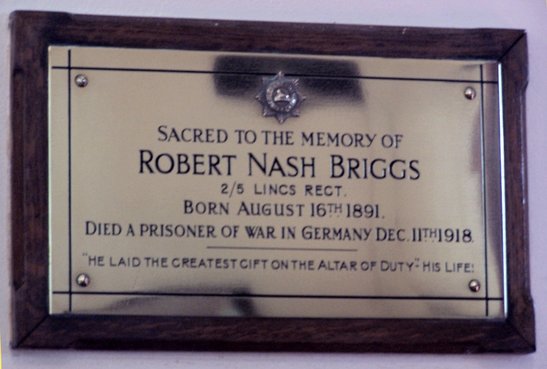 SACRED TO THE MEMORY OF
ROBERT NASH BRIGGS
2/5 LINCS RECT.
BORN AUGUST 16TH 1891.
DIED A PRISONER OF WAR IN GERMANY DEC. 11TH 1918.
"HE LAID THE GREATEST GIFT ON THE ALTAR OF DUTY"- HIS LIFE!